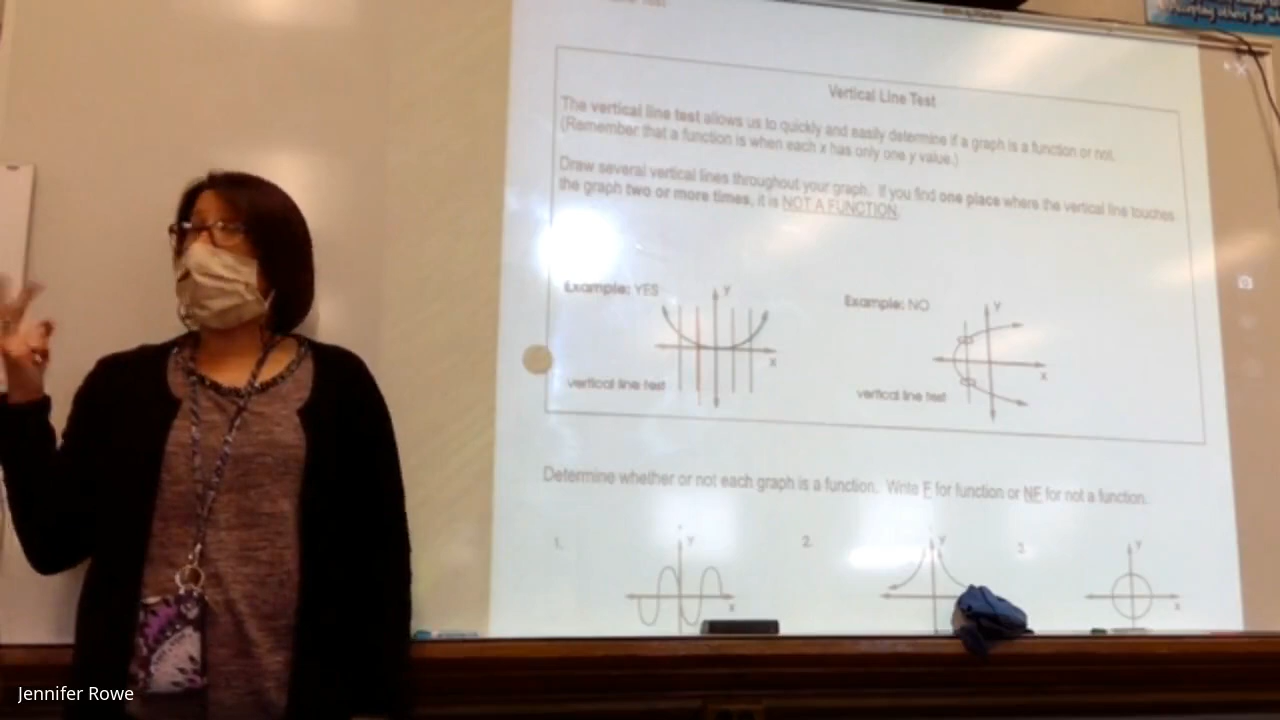 Accepting others for
Vertical Line Test
The vertical line test allows us to quickly and easily determine if a graph is a function or not.
(Remember that a function is when each x has only one y value.)
Draw several vertical lines throughout your graph. If you find one place where the vertical line touches
the graph two or more times, it is NOT A FUNCTION.
Example: YES
Y
X
vertical line test
Example: NO
Y
X
vertical line test
Determine whether or not each graph is a function. Write F for function or NF for not a function.
1.
Y
X
2.
Y
3.
Y
X
Jennifer Rowe